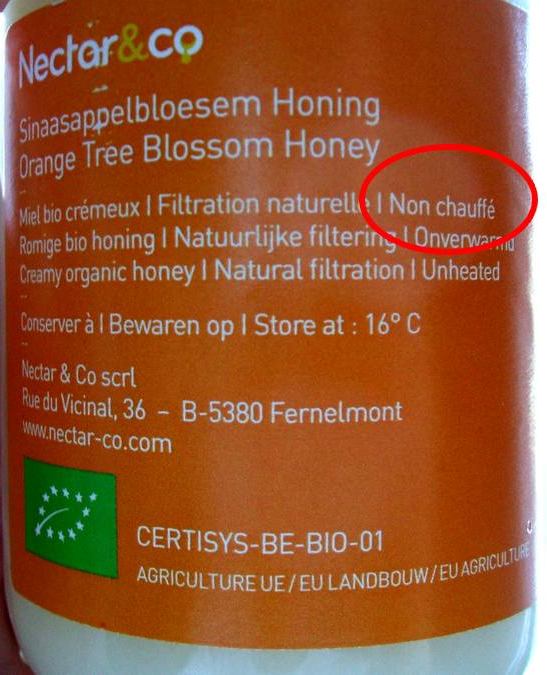 Nectar&co
Sinaasappelbloesem Honing
Orange Tree Blossom Honey
Miel bio crémeux | Filtration naturelle | Non chauffé
Romige bio honing | Natuurlijke filtering | Onverwarmd
Creamy organic honey | Natural filtration | Unheated
Conserver à | Bewaren op | Store at : 16° C
Nectar & Co scrl
Rue du Vicinal, 36 – B-5380 Fernelmont
www.nectar-co.com
CERTISYS-BE-BIO-01
AGRICULTURE UE / EU LANDBOUW / EU AGRICULTURE